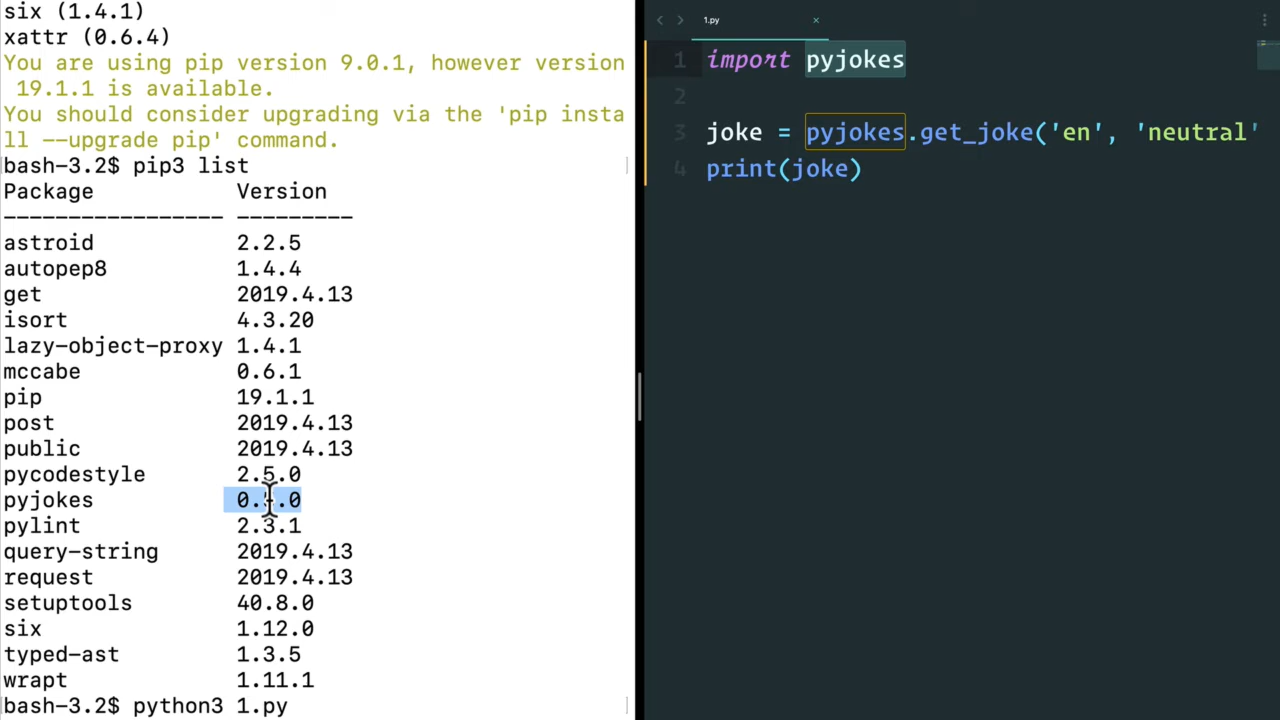 six (1.4.1)
xattr (0.6.4)
You are using pip version 9.0.1, however version
19.1.1 is available.
You should consider upgrading via the 'pip insta
ll --upgrade pip' command.
bash-3.2$ pip3 list
Package Version
----------------- ---------
astroid 2.2.5
autopep8 1.4.4
get 2019.4.13
isort 4.3.20
lazy-object-proxy 1.4.1
mccabe 0.6.1
pip 19.1.1
post 2019.4.13
public 2019.4.13
pycodestyle 2.5.0
pyjokes
pylint 2.3.1
query-string 2019.4.13
request 2019.4.13
setuptools 40.8.0
six 1.12.0
typed-ast 1.3.5
wrapt 1.11.1
bash-3.2$ python3 1.py
1.py
1 import pyjokes
2
3 joke = pyjokes.get_joke('en', 'neutral'
4 print(joke)